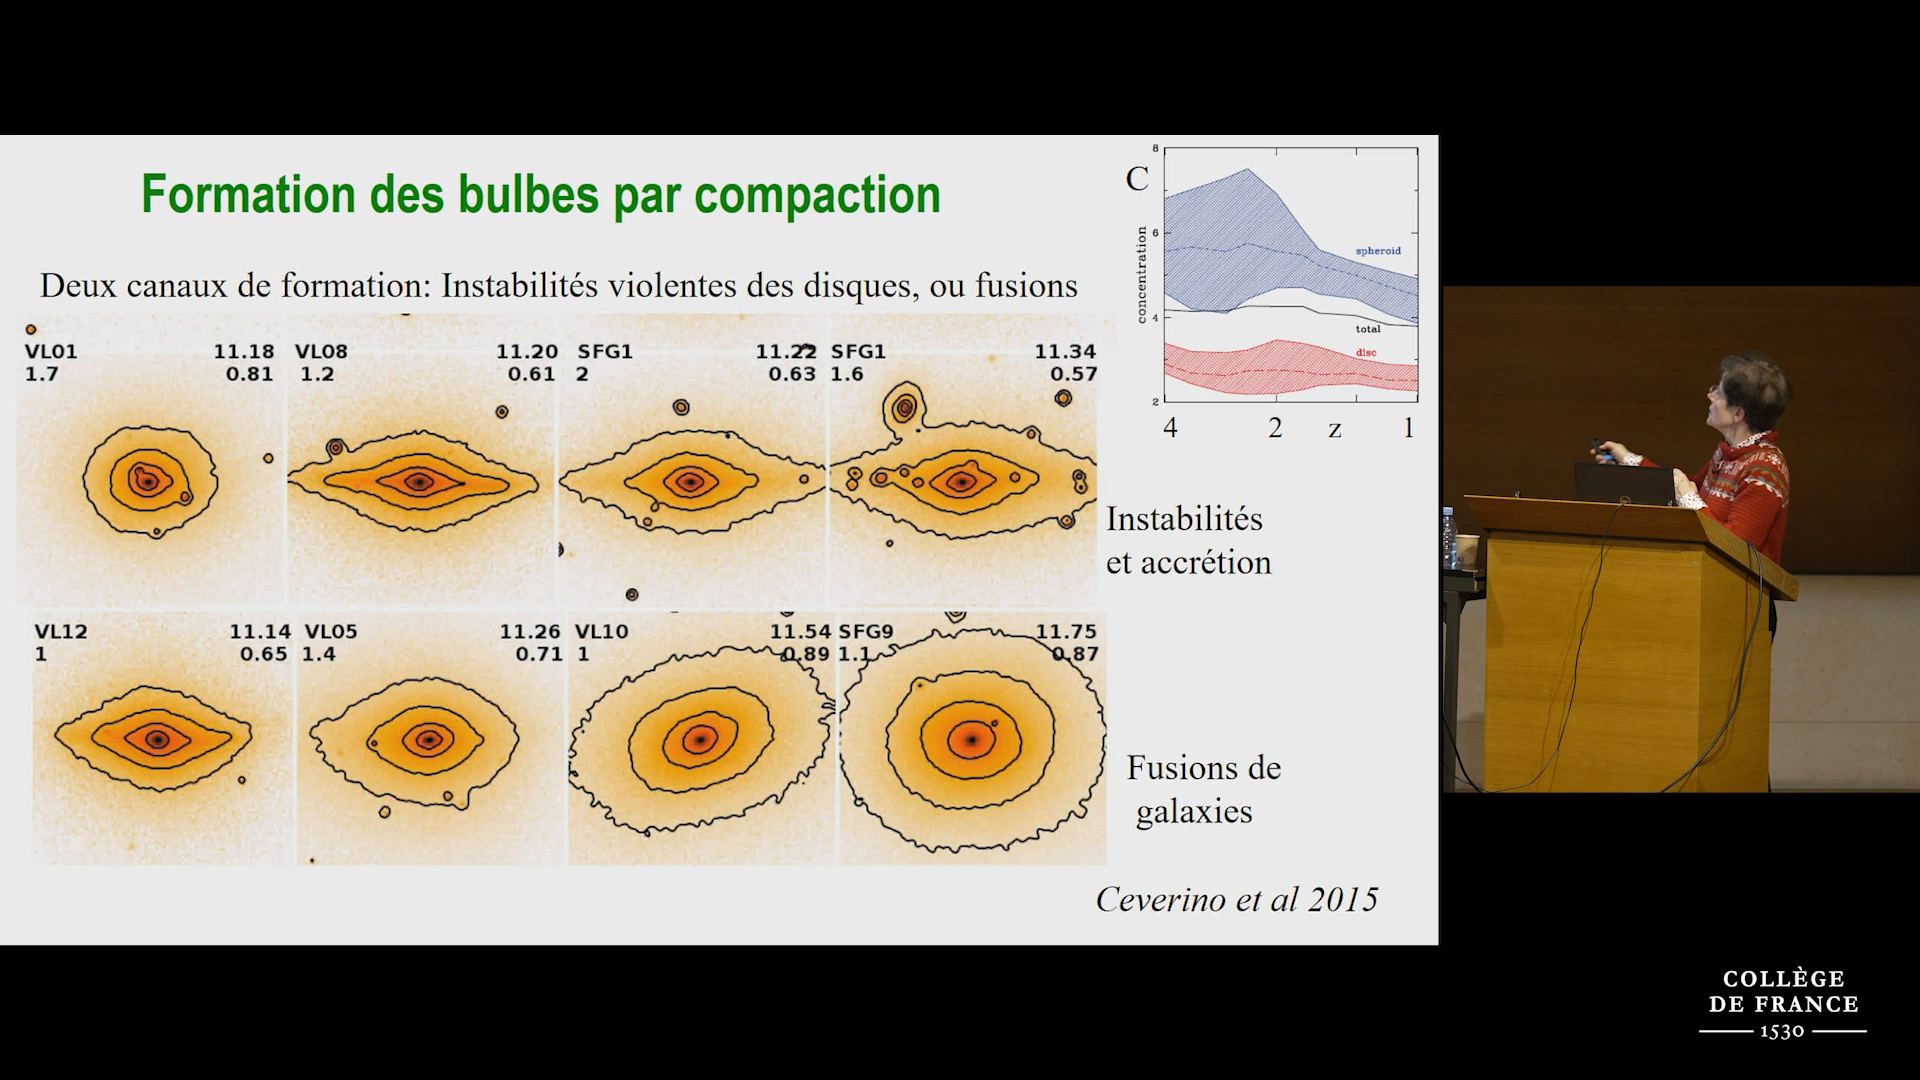 Formation des bulbes par compaction
Deux canaux de formation: Instabilités violentes des disques, ou fusions
VL01 11.18
1.7 0.81
VL08 11.20
1.2 0.61
SFG1 11.22
2 0.63
SFG1 11.34
1.6 0.57
Instabilités
et accrétion
VL12 11.14
1 0.65
VL05 11.26
1.4 0.71
VL10 11.54
1 0.89
SFG9 11.75
1.1 0.87
Fusions de
galaxies
Ceverino et al 2015
C
concentration
8
6
4
2
spheroid
total
disc
4 2 z 1
COLLÈGE
DE FRANCE
1530